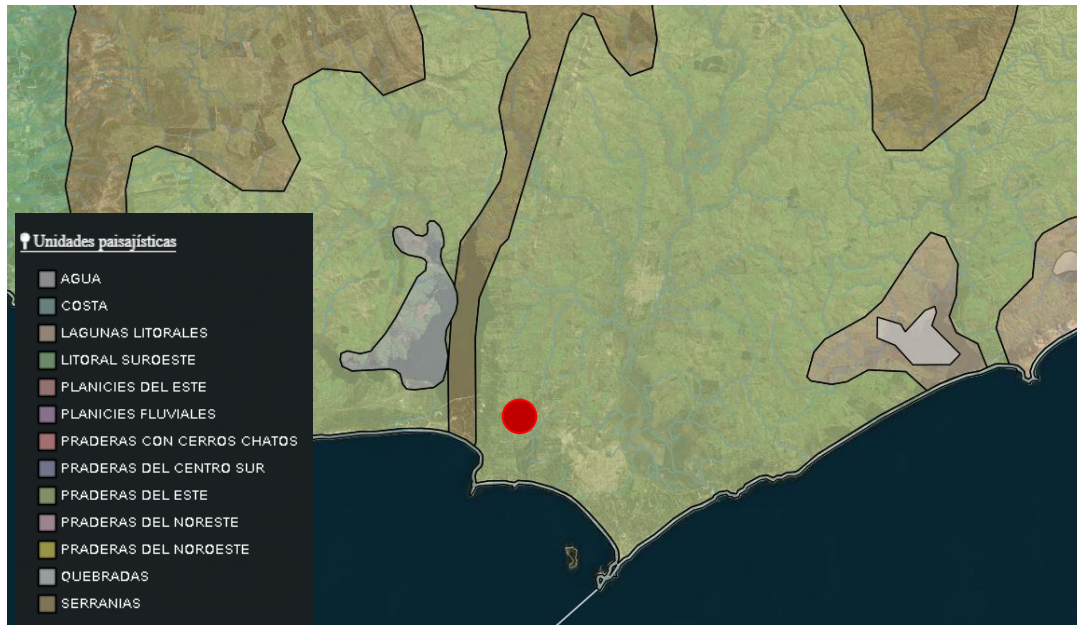 Unidades paisajísticas
AGUA
COSTA
LAGUNAS LITORALES
LITORAL SUROESTE
PLANICIES DEL ESTE
PLANICIES FLUVIALES
PRADERAS CON CERROS CHATOS
PRADERAS DEL CENTRO SUR
PRADERAS DEL ESTE
PRADERAS DEL NORESTE
PRADERAS DEL NOROESTE
QUEBRADAS
SERRANIAS